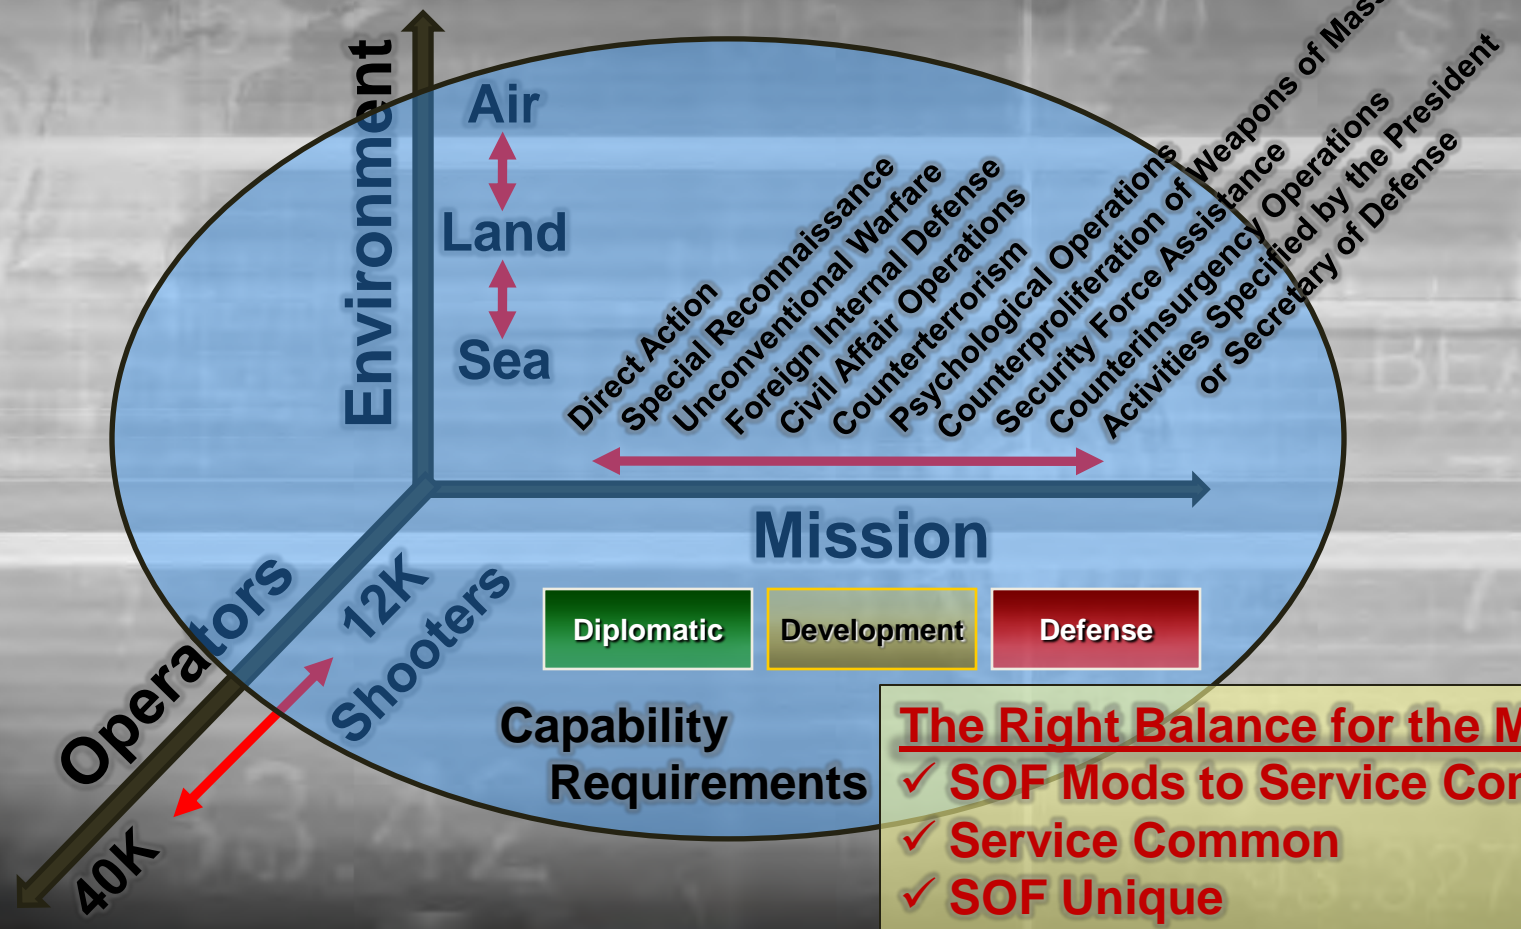 Environment
Air
Land
Sea
Direct Action
Special Reconnaissance
Unconventional Warfare
Foreign Internal Defense
Civil Affair Operations
Counterterrorism
Psychological Operations
Counterproliferation of Weapons of Mass
Security Force Assistance
Counterinsurgency Operations
Activities Specified by the President
or Secretary of Defense
Mission
Operators
12K
Shooters
40K
Diplomatic
Development
Defense
Capability
Requirements
The Right Balance for the
✓ SOF Mods to Service
✓ Service Common
✓ SOF Unique